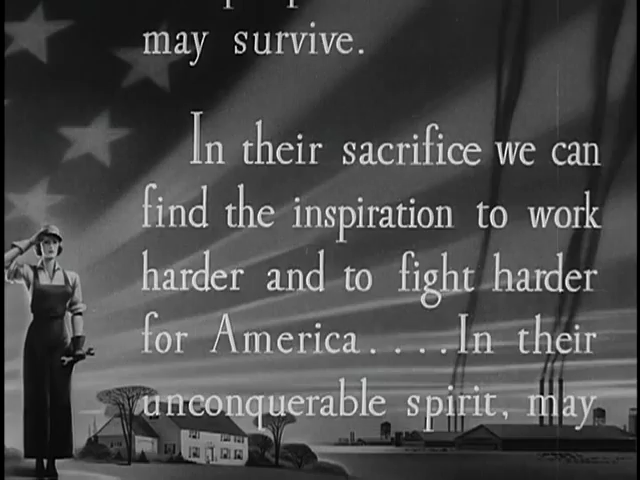 may survive.
In their sacrifice we can
find the inspiration to work
harder and to fight harder
for America.....In their
unconquerable spirit, may